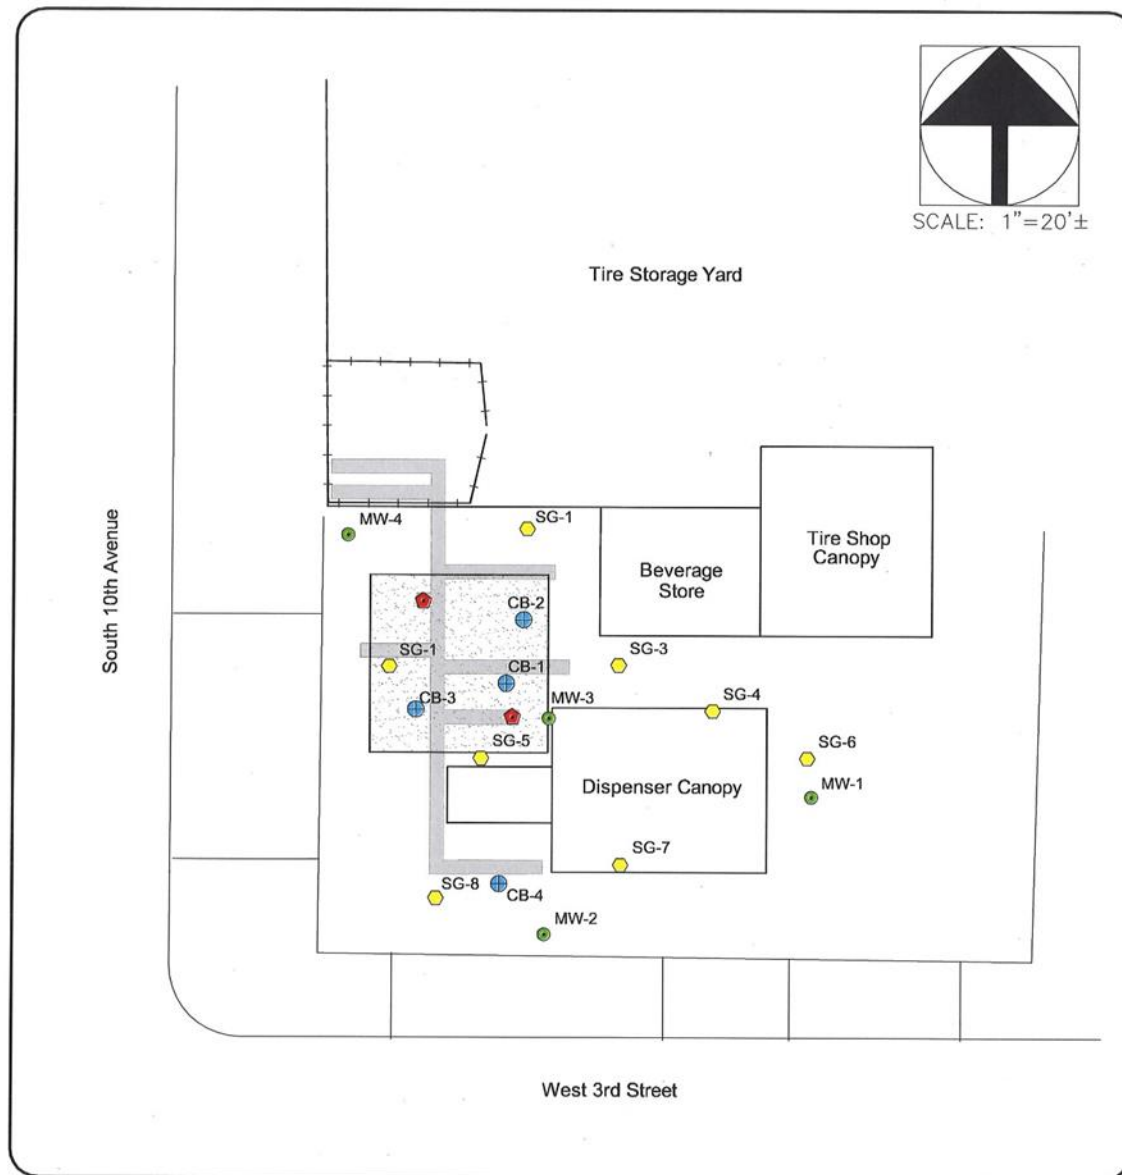 SCALE: 1"=20'±
Tire Storage Yard
MW-4
SG-1
Tire Shop
Canopy
Beverage
Store
CB-2
SG-1
CB-1
SG-3
CB-3
MW-3
SG-4
SG-5
SG-6
Dispenser Canopy
MW-1
SG-7
SG-8
CB-4
MW-2
South 10th Avenue
West 3rd Street